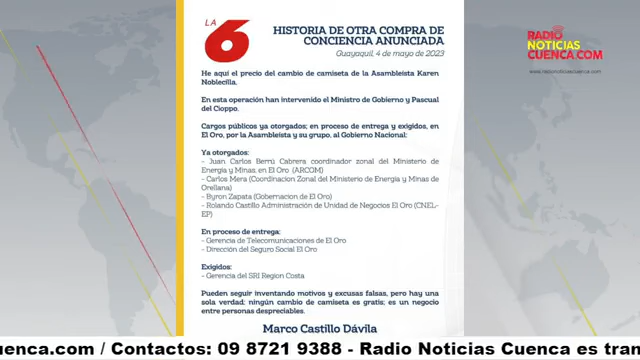 LA
6
HISTORIA DE OTRA COMPRA DE
CONCIENCIA ANUNCIADA
Guayaquil, 4 de mayo de 2023
He aquí el precio del cambio de camiseta de la Asambleísta Karen
Noblecilla.
En esta operación han intervenido el Ministro de Gobierno y Pascual
del Cioppo.
Cargos públicos ya otorgados; en proceso de entrega y exigidos, en
El Oro, por la Asambleísta y su grupo, al Gobierno Nacional:
Ya otorgados:
- Juan Carlos Berrú Cabrera coordinador zonal del Ministerio de
Energía y Minas, en El Oro (ARCOM)
- Carlos Mera (Coordinacion Zonal del Ministerio de Energía y Minas de
Orellana)
- Byron Zapata (Gobernacion de El Oro)
- Rolando Castillo Administración de Unidad de Negocios El Oro (CNEL-
EP)
En proceso de entrega:
- Gerencia de Telecomunicaciones de El Oro
- Dirección del Seguro Social El Oro
Exigidos:
- Gerencia del SRI Region Costa
Pueden seguir inventando motivos y excusas falsas, pero hay una
sola verdad: ningún cambio de camiseta es gratis; es un negocio
entre personas despreciables.
Marco Castillo Dávila
RADIO
NOTICIAS
CUENCA.COM
www.radionoticiascuenca.com
uenca.com / Contactos: 09 8721 9388 - Radio Noticias Cuenca es tran